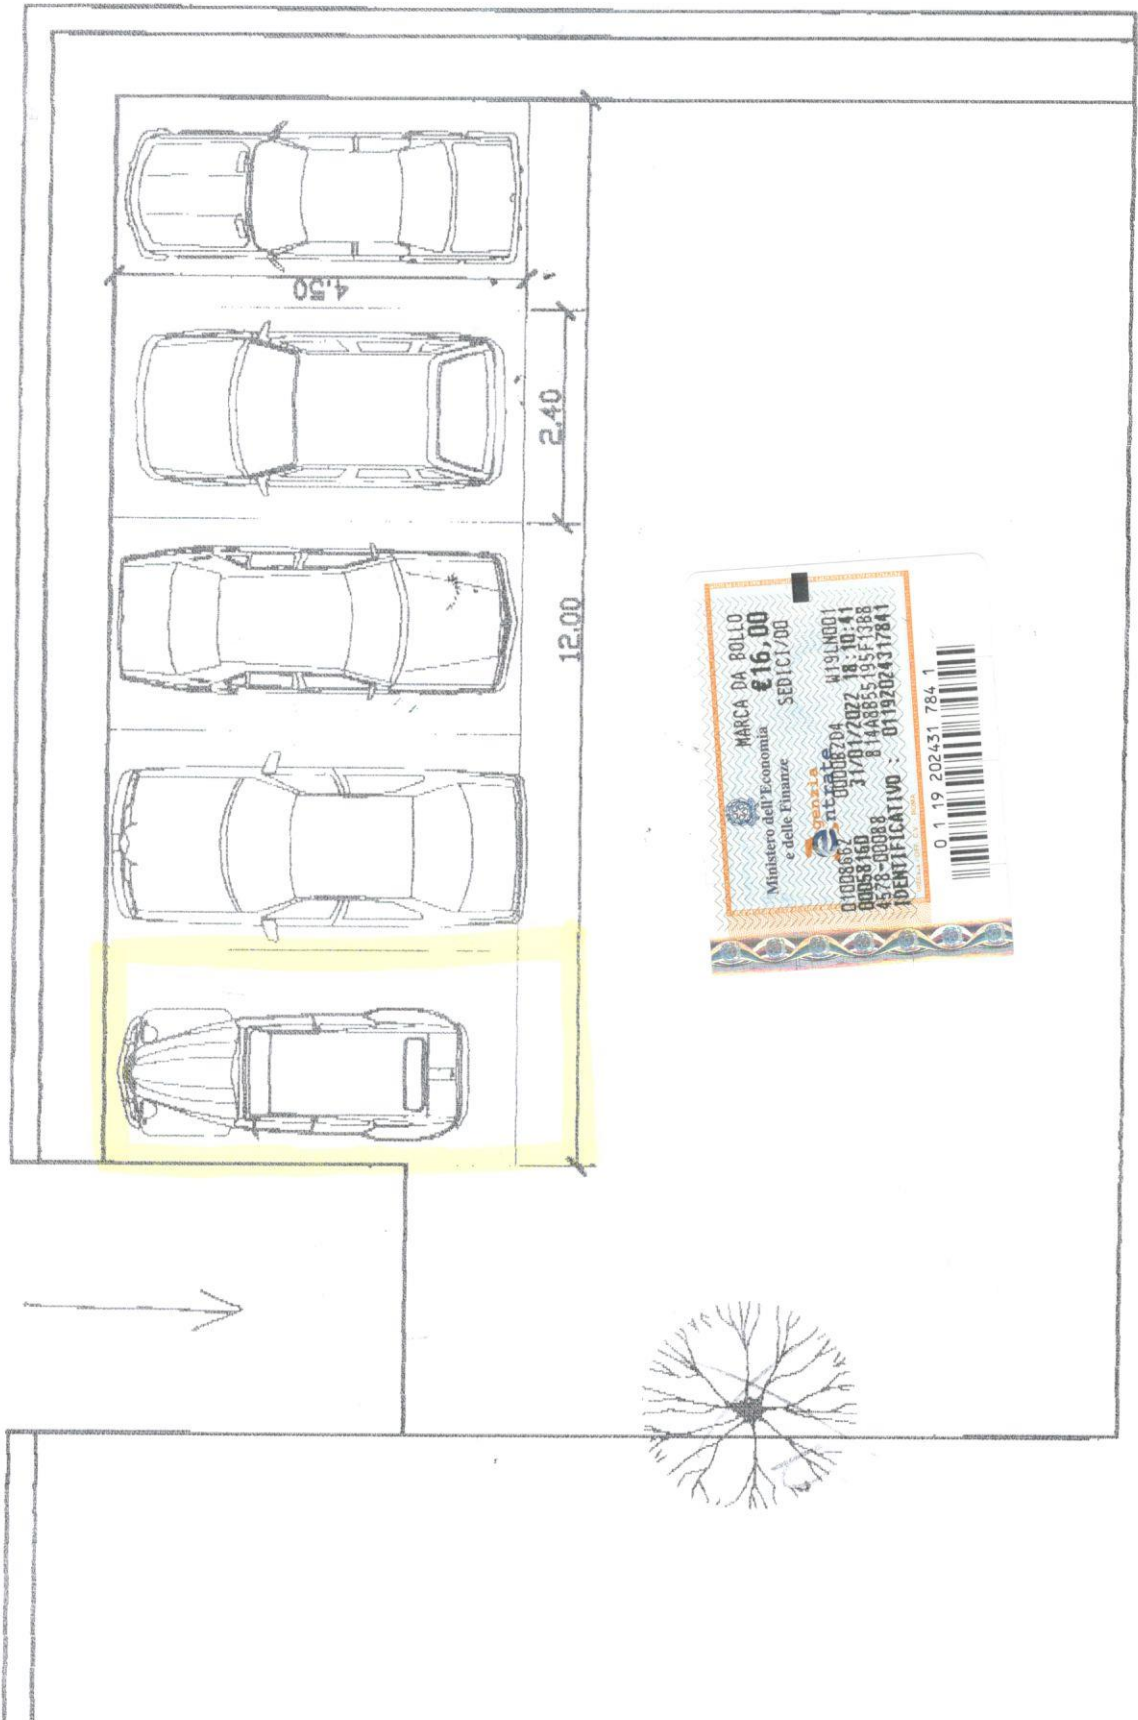 4.50
2.40
12.00
MARCA DA BOLLO
€16,00
SEDICI/00
Ministero dell'Economia
e delle Finanze
genzia
ntrate
01008662 W19LN001
00058160 31/01/2022 18:10:41
4578-00088
IDENTIFICATIVO : 01192024317841
0 1 19 202431 784 1